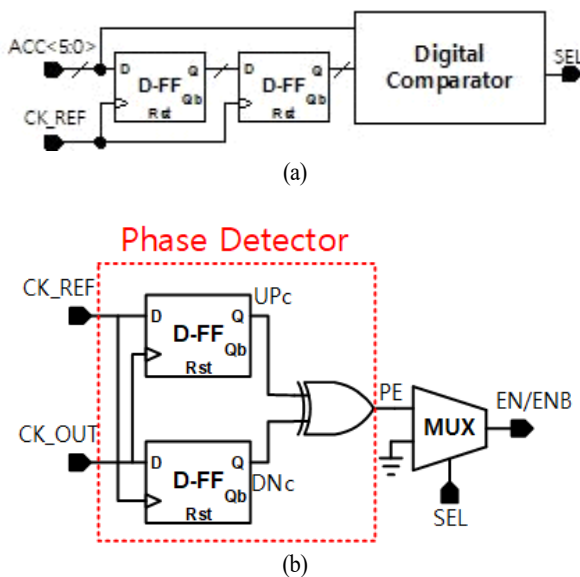 ACC<5:0>
D Q
D-FF
Qb
Rst
D Q
D-FF
Qb
Rst
Digital
Comparator
SEL
CK_REF
(a)
Phase Detector
CK_REF
D Q
D-FF
Qb
Rst
UPc
PE
MUX
EN/ENB
CK_OUT
D Q
D-FF
Qb
Rst
DNc
SEL
(b)